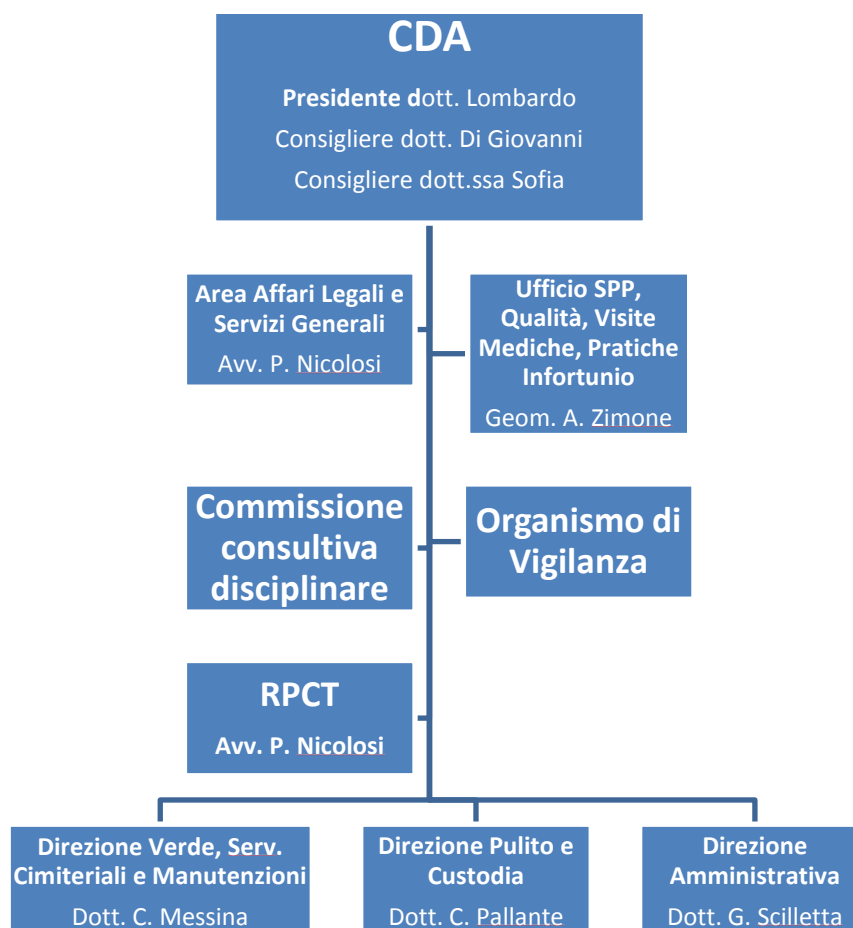 CDA
Presidente dott. Lombardo
Consigliere dott. Di Giovanni
Consigliere dott.ssa Sofia
Area Affari Legali e
Servizi Generali
Avv. P. Nicolosi
Ufficio SPP,
Qualità, Visite
Mediche, Pratiche
Infortunio
Geom. A. Zimone
Commissione
consultiva
disciplinare
Organismo di
Vigilanza
RPCT
Avv. P. Nicolosi
Direzione Verde, Serv.
Cimiteriali e Manutenzioni
Dott. C. Messina
Direzione Pulito e
Custodia
Dott. C. Pallante
Direzione
Amministrativa
Dott. G. Scilletta